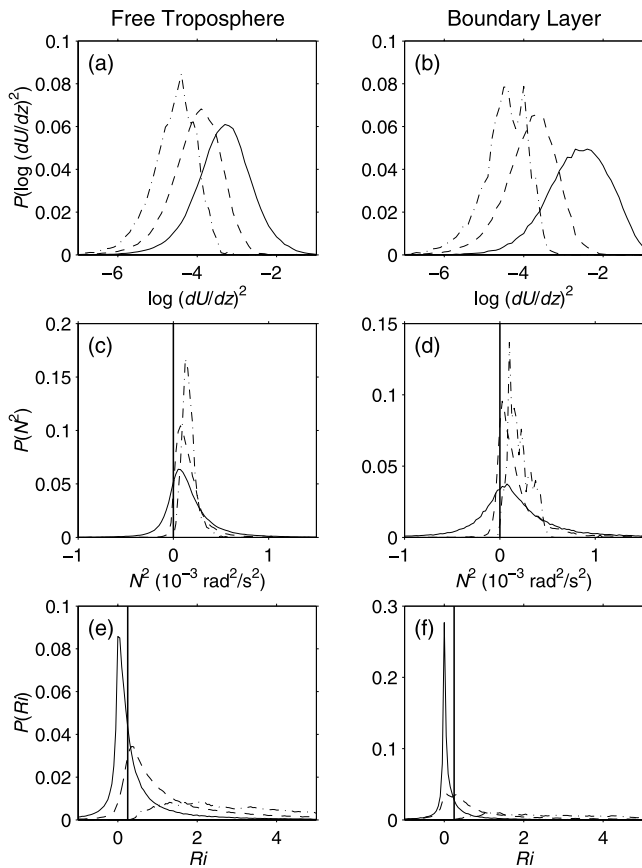 Free Troposphere
Boundary Layer
(a)
(b)
P(log (dU/dz)²)
0.1
0.08
0.06
0.04
0.02
0
−6 −4 −2
log (dU/dz)²
0.1
0.08
0.06
0.04
0.02
0
−6 −4 −2
log (dU/dz)²
(c)
(d)
P(N²)
0.2
0.15
0.1
0.05
0
−1 0 1
N² (10⁻³ rad²/s²)
0.15
0.1
0.05
0
−1 0 1
N² (10⁻³ rad²/s²)
(e)
(f)
P(Ri)
0.1
0.08
0.06
0.04
0.02
0
0 2 4
Ri
0.3
0.2
0.1
0
0 2 4
Ri